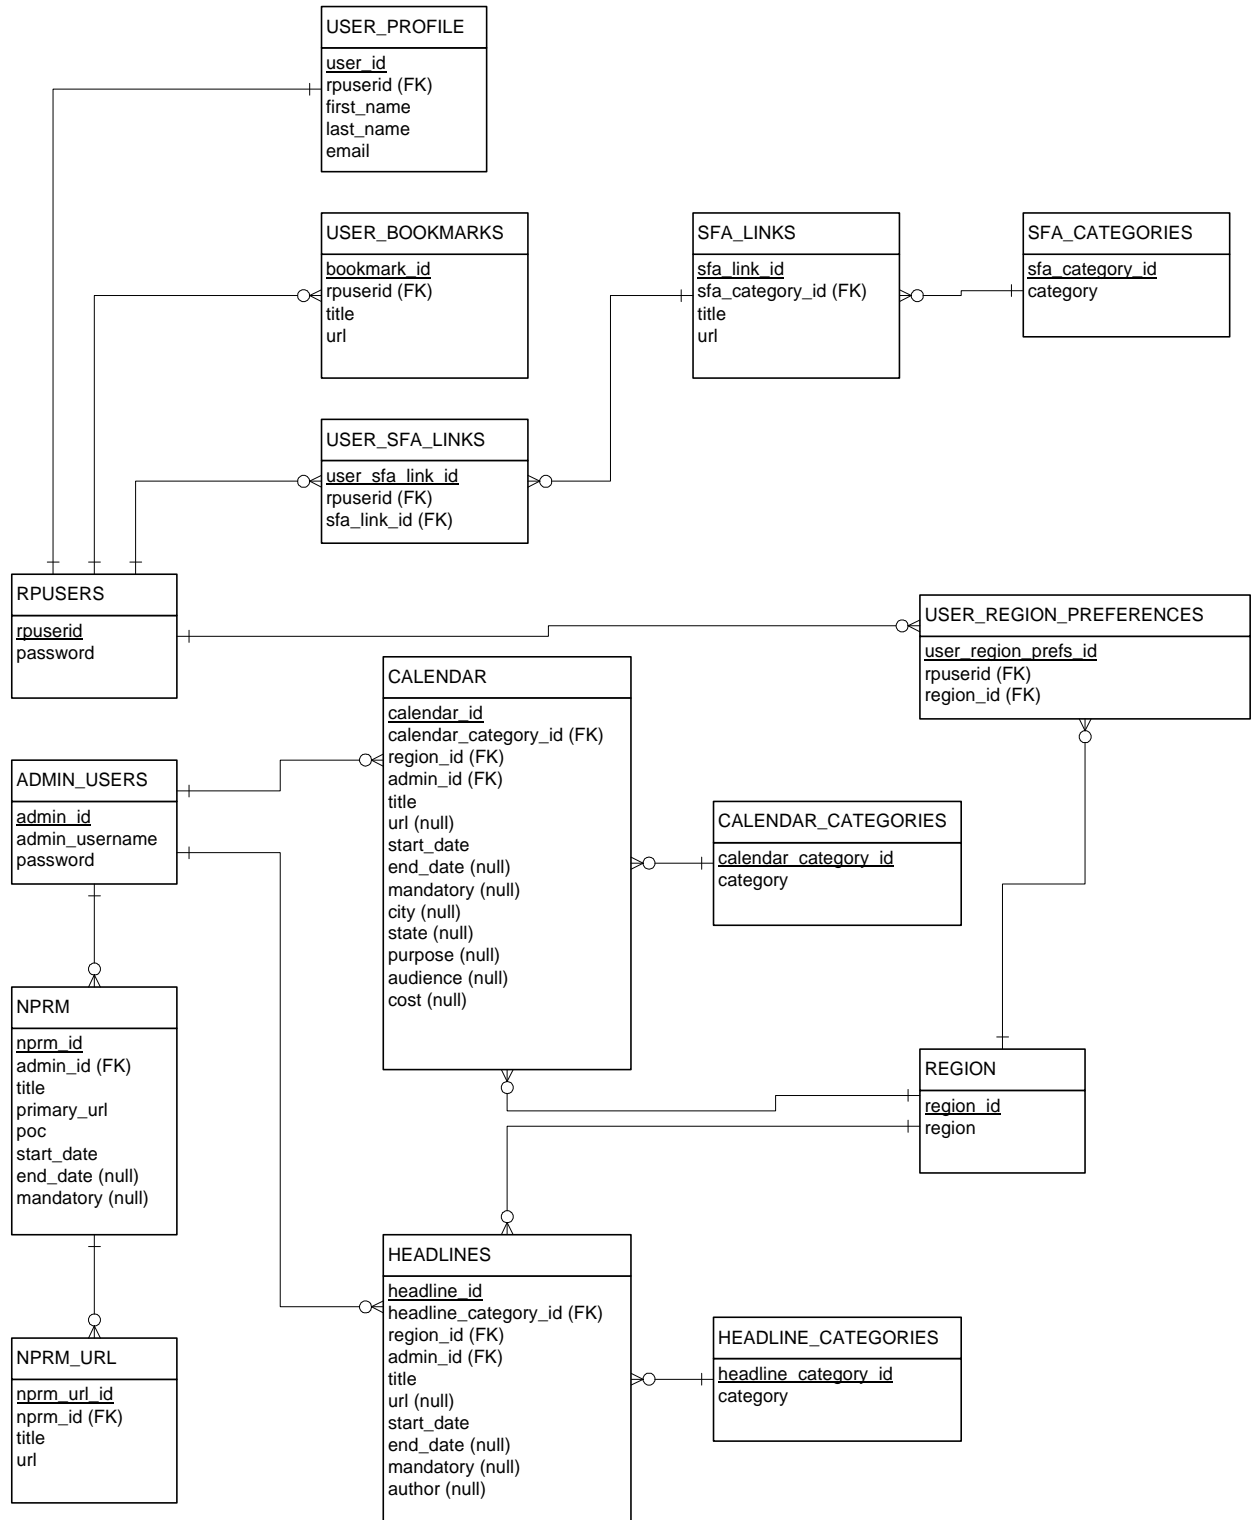 USER_PROFILE
user_id
rpuserid (FK)
first_name
last_name
email
USER_BOOKMARKS
bookmark_id
rpuserid (FK)
title
url
SFA_LINKS
sfa_link_id
sfa_category_id (FK)
title
url
SFA_CATEGORIES
sfa_category_id
category
USER_SFA_LINKS
user_sfa_link_id
rpuserid (FK)
sfa_link_id (FK)
RPUSERS
rpuserid
password
USER_REGION_PREFERENCES
user_region_prefs_id
rpuserid (FK)
region_id (FK)
CALENDAR
calendar_id
calendar_category_id (FK)
region_id (FK)
admin_id (FK)
title
url (null)
start_date
end_date (null)
mandatory (null)
city (null)
state (null)
purpose (null)
audience (null)
cost (null)
ADMIN_USERS
admin_id
admin_username
password
CALENDAR_CATEGORIES
calendar_category_id
category
NPRM
nprm_id
admin_id (FK)
title
primary_url
poc
start_date
end_date (null)
mandatory (null)
REGION
region_id
region
HEADLINES
headline_id
headline_category_id (FK)
region_id (FK)
admin_id (FK)
title
url (null)
start_date
end_date (null)
mandatory (null)
author (null)
HEADLINE_CATEGORIES
headline_category_id
category
NPRM_URL
nprm_url_id
nprm_id (FK)
title
url